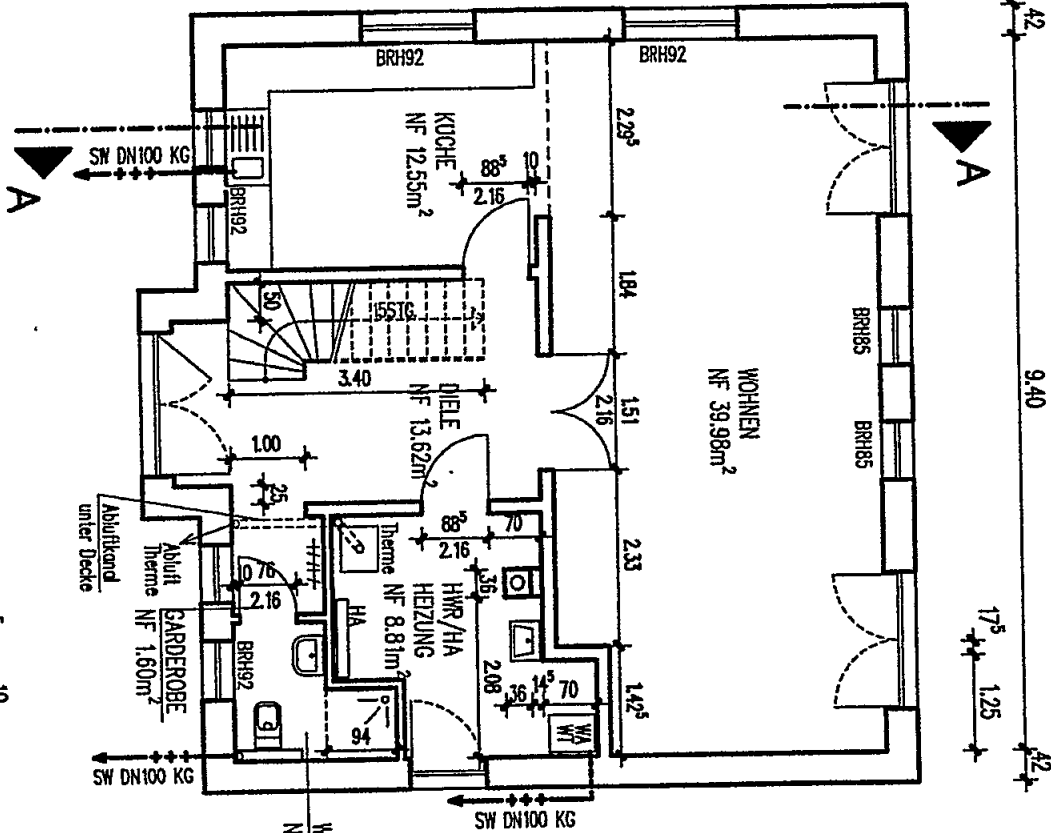 42
9.40
42
17⁵
1.25
A
A
SW DN100 KG
BRH92
BRH92
BRH92
BRH92
BRH85
BRH85
KÜCHE
NF 12.55m²
88⁵
2.16
10
2.29⁵
1.84
1.51
2.16
2.33
1.42⁵
WOHNEN
NF 39.98m²
50
15STG.
3.40
DIELE
NF 13.62m²
1.00
25
88⁵
2.16
70
Therme
HA
HWR/HA
HEIZUNG
NF 8.81m²
36
2.08
36
14⁵
70
WA
WT
94
76
2.16
Abluftkanal
unter Decke
Abluft
Therme
GARDEROBE
NF 1.60m²
SW DN100 KG
SW DN100 KG